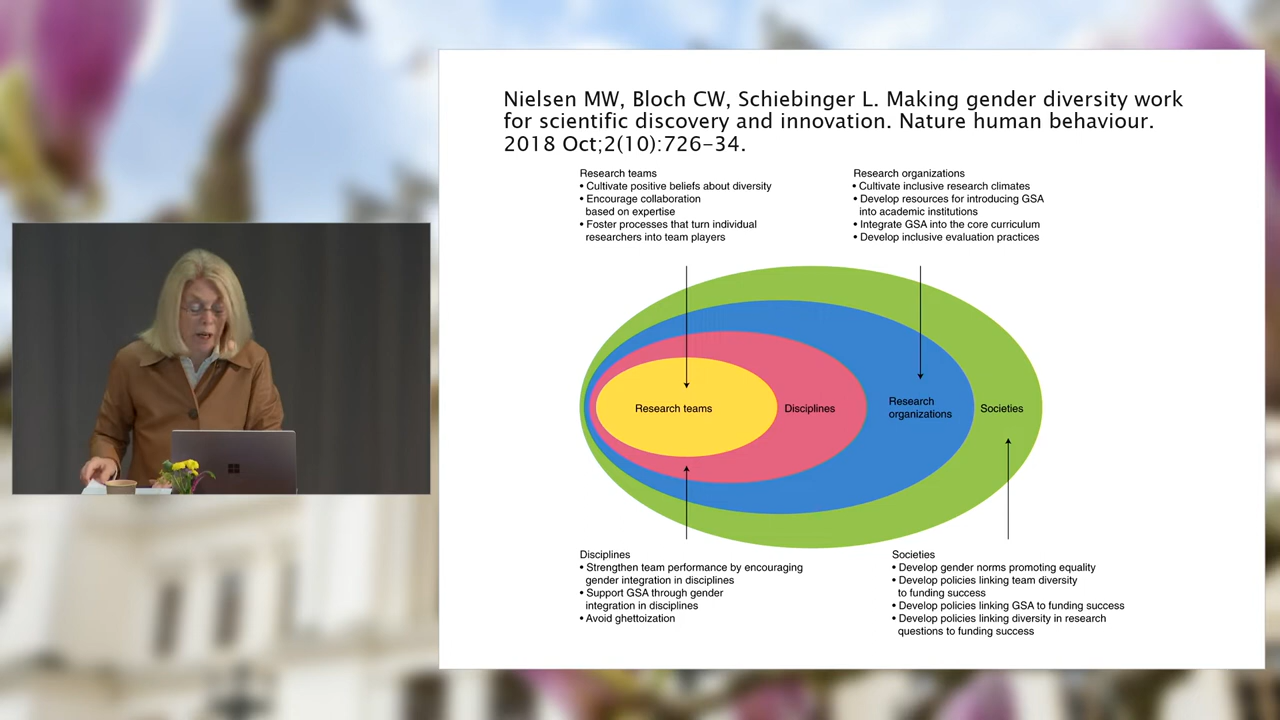 Nielsen MW, Bloch CW, Schiebinger L. Making gender diversity work
for scientific discovery and innovation. Nature human behaviour.
2018 Oct;2(10):726-34.
Research teams
• Cultivate positive beliefs about diversity
• Encourage collaboration
based on expertise
• Foster processes that turn individual
researchers into team players
Research organizations
• Cultivate inclusive research climates
• Develop resources for introducing GSA
into academic institutions
• Integrate GSA into the core curriculum
• Develop inclusive evaluation practices
Research teams
Disciplines
Research
organizations
Societies
Disciplines
• Strengthen team performance by encouraging
gender integration in disciplines
• Support GSA through gender
integration in disciplines
• Avoid ghettoization
Societies
• Develop gender norms promoting equality
• Develop policies linking team diversity
to funding success
• Develop policies linking GSA to funding success
• Develop policies linking diversity in research
questions to funding success